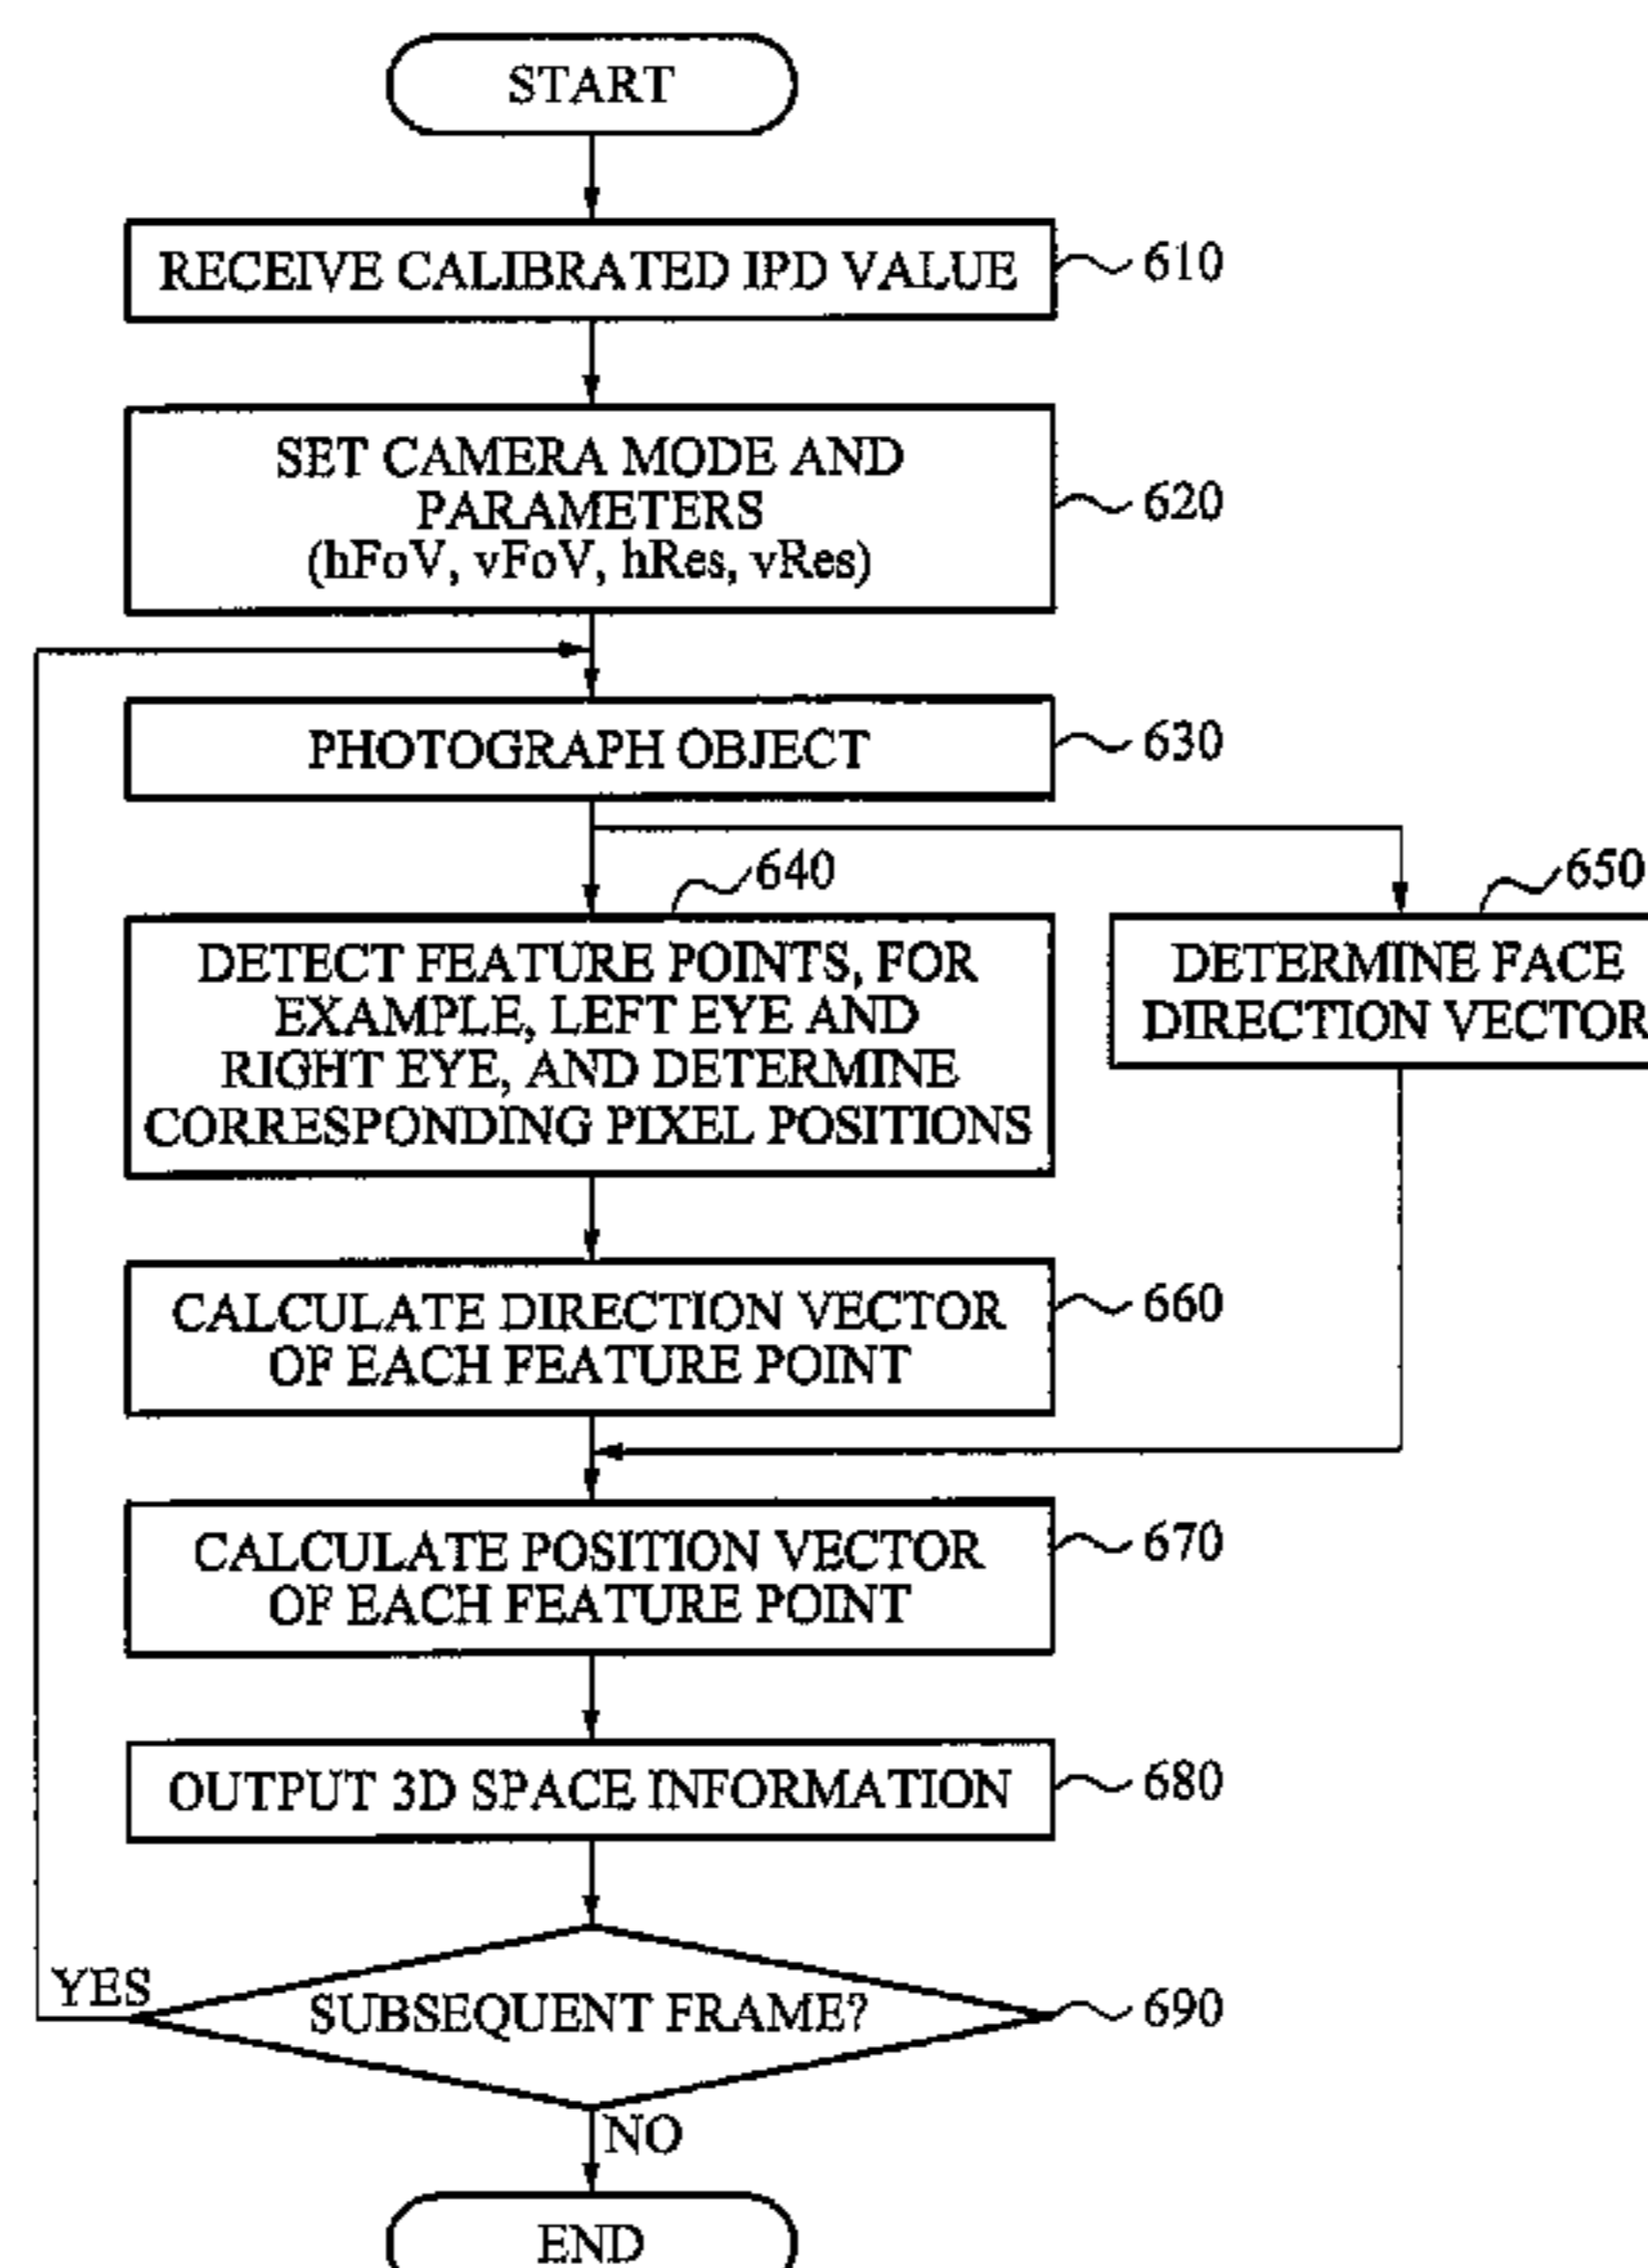 START
RECEIVE CALIBRATED IPD VALUE
610
SET CAMERA MODE AND
PARAMETERS
(hFoV, vFoV, hRes, vRes)
620
PHOTOGRAPH OBJECT
630
640
DETECT FEATURE POINTS, FOR
EXAMPLE, LEFT EYE AND
RIGHT EYE, AND DETERMINE
CORRESPONDING PIXEL POSITIONS
650
DETERMINE FACE
DIRECTION VECTOR
CALCULATE DIRECTION VECTOR
OF EACH FEATURE POINT
660
CALCULATE POSITION VECTOR
OF EACH FEATURE POINT
670
OUTPUT 3D SPACE INFORMATION
680
YES
SUBSEQUENT FRAME?
690
NO
END